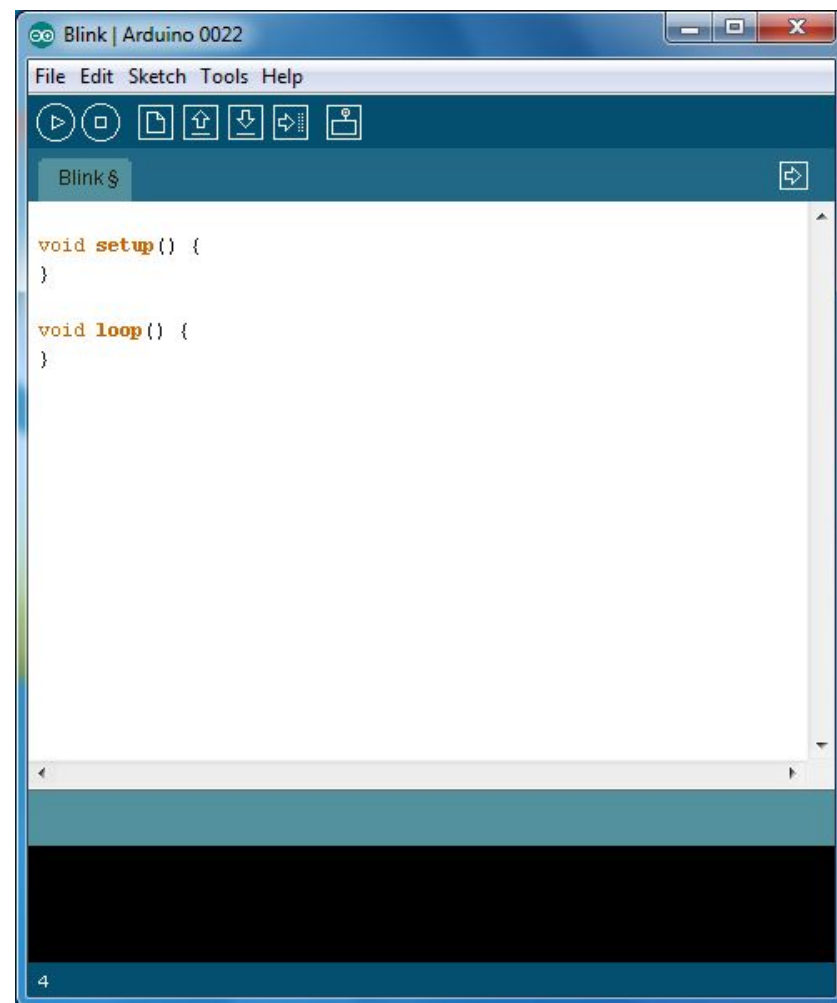 Blink | Arduino 0022
File Edit Sketch Tools Help
Blink §
void setup() {
}
void loop() {
}
4